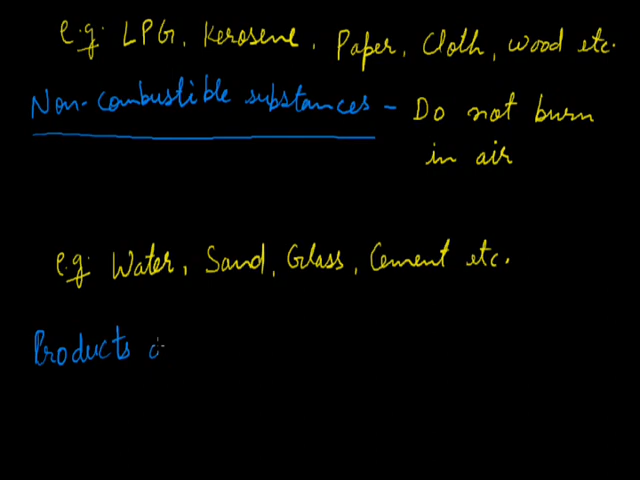 e.g: LPG, Kerosene, Paper, Cloth, wood etc.
Non-combustible substances - Do not burn
in air
e.g: Water, Sand, Glass, Cement etc.
Products